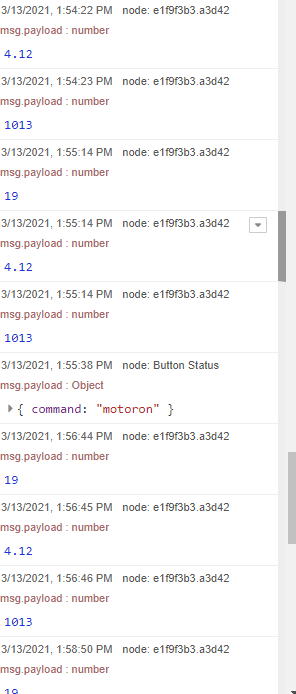 3/13/2021, 1:54:22 PM node: e1f9f3b3.a3d42
msg.payload : number
4.12
3/13/2021, 1:54:23 PM node: e1f9f3b3.a3d42
msg.payload : number
1013
3/13/2021, 1:55:14 PM node: e1f9f3b3.a3d42
msg.payload : number
19
3/13/2021, 1:55:14 PM node: e1f9f3b3.a3d42
msg.payload : number
4.12
3/13/2021, 1:55:14 PM node: e1f9f3b3.a3d42
msg.payload : number
1013
3/13/2021, 1:55:38 PM node: Button Status
msg.payload : Object
{ command: "motoron" }
3/13/2021, 1:56:44 PM node: e1f9f3b3.a3d42
msg.payload : number
19
3/13/2021, 1:56:45 PM node: e1f9f3b3.a3d42
msg.payload : number
4.12
3/13/2021, 1:56:46 PM node: e1f9f3b3.a3d42
msg.payload : number
1013
3/13/2021, 1:58:50 PM node: e1f9f3b3.a3d42
msg.payload : number
19